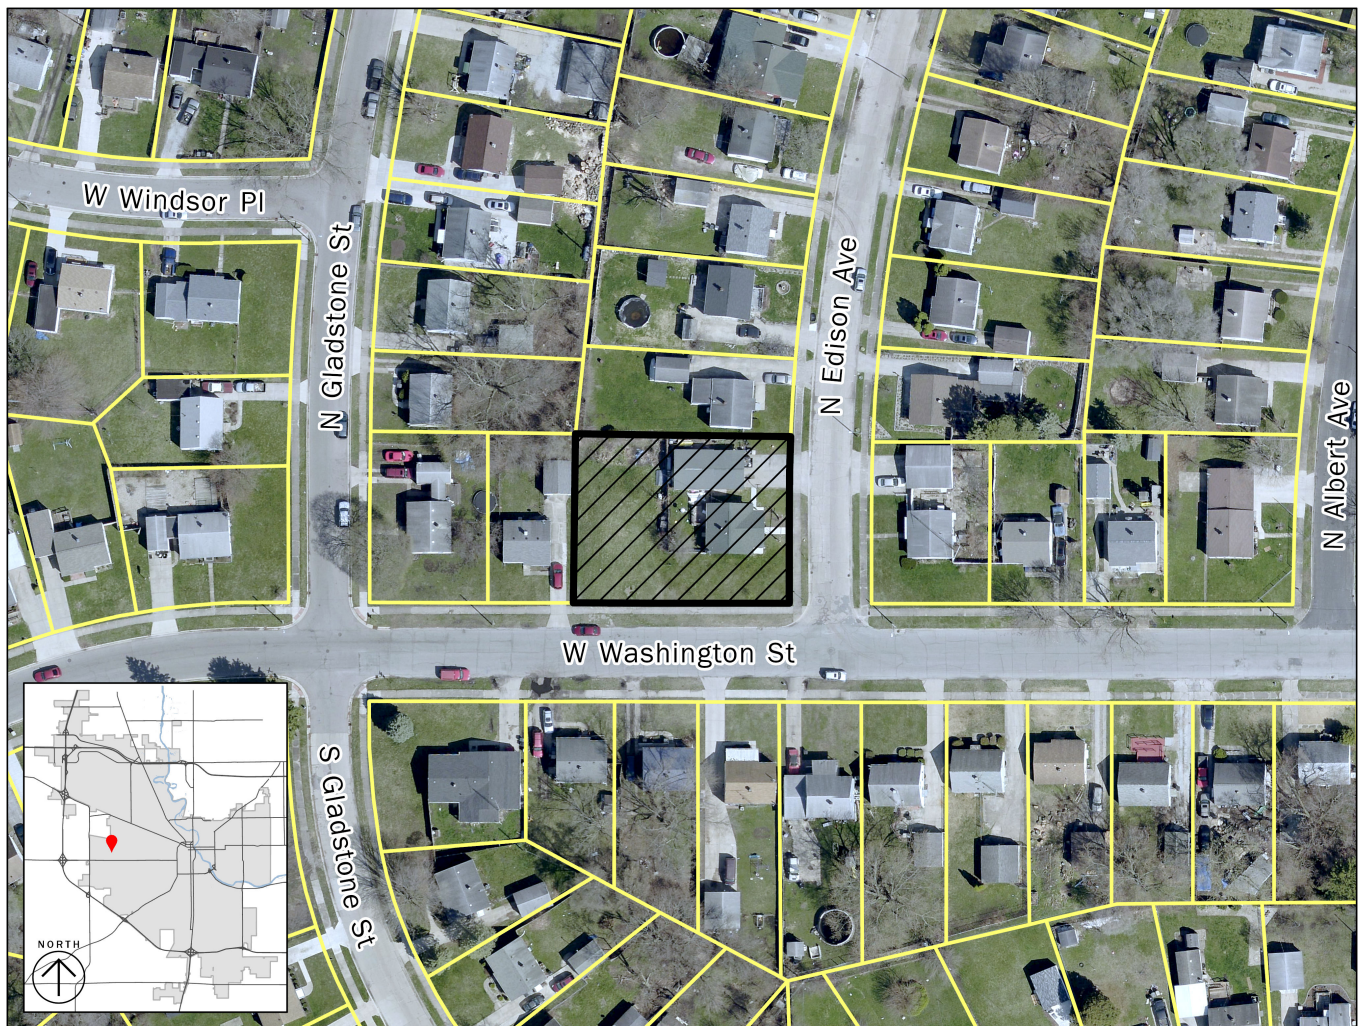 W Windsor Pl
N Gladstone St
N Edison Ave
N Albert Ave
W Washington St
S Gladstone St
NORTH